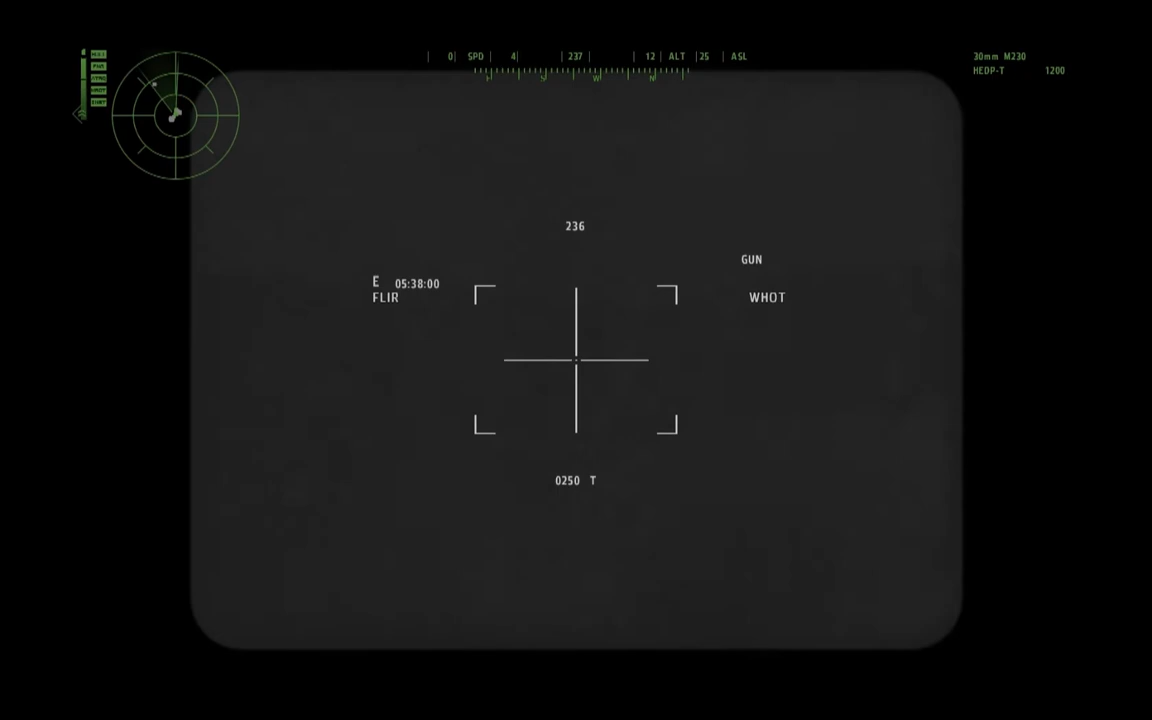 0 SPD 4 237 12 ALT 25 ASL
30mm M230
HEDP-T 1200
S W N
236
GUN
E 05:38:00
FLIR
WHOT
0250 T